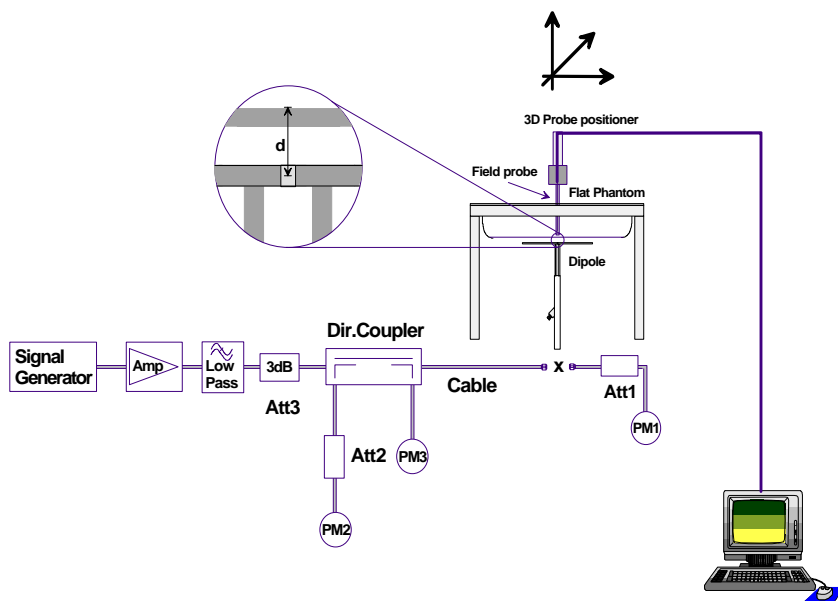 3D Probe positioner
d
Field probe
Flat Phantom
Dipole
Dir.Coupler
Signal
Generator
Amp
Low
Pass
3dB
Att3
Cable
x
Att1
PM1
Att2
PM3
PM2